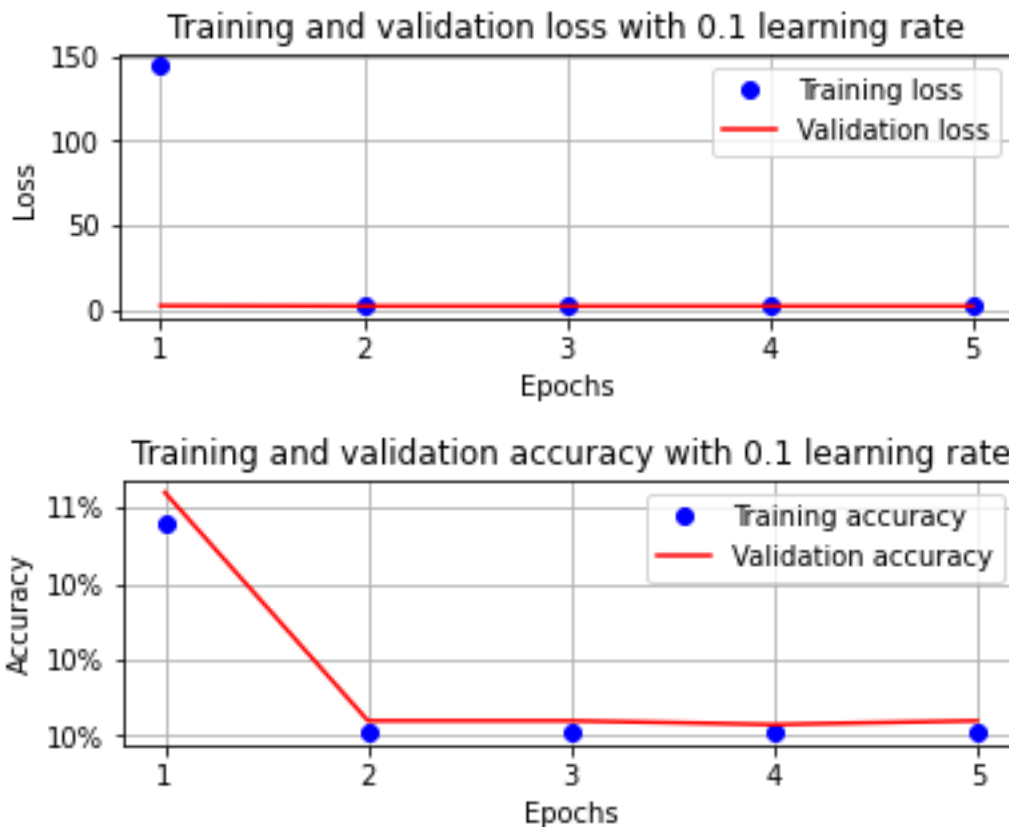 Training and validation loss with 0.1 learning rate
150
100
50
0
Loss
Training loss
Validation loss
1 2 3 4 5
Epochs
Training and validation accuracy with 0.1 learning rate
11%
10%
10%
10%
Accuracy
Training accuracy
Validation accuracy
1 2 3 4 5
Epochs